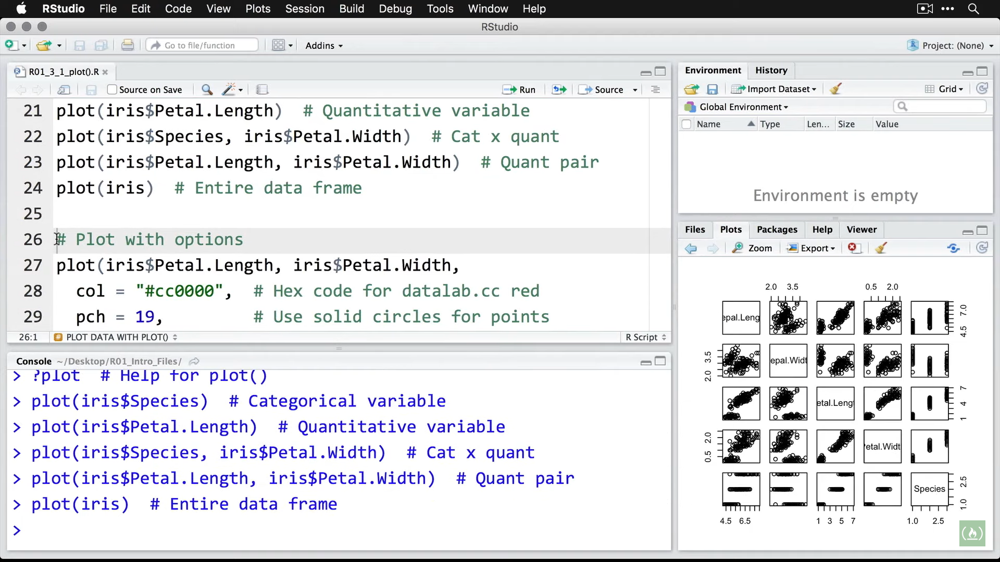 RStudio File Edit Code View Plots Session Build Debug Tools Window Help
RStudio
Go to file/function Addins Project: (None)
R01_3_1_plot().R
Source on Save Run Source
21 plot(iris$Petal.Length) # Quantitative variable
22 plot(iris$Species, iris$Petal.Width) # Cat x quant
23 plot(iris$Petal.Length, iris$Petal.Width) # Quant pair
24 plot(iris) # Entire data frame
25
26 # Plot with options
27 plot(iris$Petal.Length, iris$Petal.Width,
28 col = "#cc0000", # Hex code for datalab.cc red
29 pch = 19, # Use solid circles for points
26:1 PLOT DATA WITH PLOT() R Script
Console ~/Desktop/R01_Intro_Files/
> ?plot # Help for plot()
> plot(iris$Species) # Categorical variable
> plot(iris$Petal.Length) # Quantitative variable
> plot(iris$Species, iris$Petal.Width) # Cat x quant
> plot(iris$Petal.Length, iris$Petal.Width) # Quant pair
> plot(iris) # Entire data frame
>
Environment History
Import Dataset Grid
Global Environment
Name Type Len... Size Value
Environment is empty
Files Plots Packages Help Viewer
Zoom Export
2.0 3.5 0.5 2.0
epal.Leng
4.5 7.0
2.0 3.5
epal.Widt
etal.Lengt
1 4 7
0.5 2.0
Petal.Widt
Species
1.0 2.5
4.5 6.5 1 3 5 7 1.0 2.5